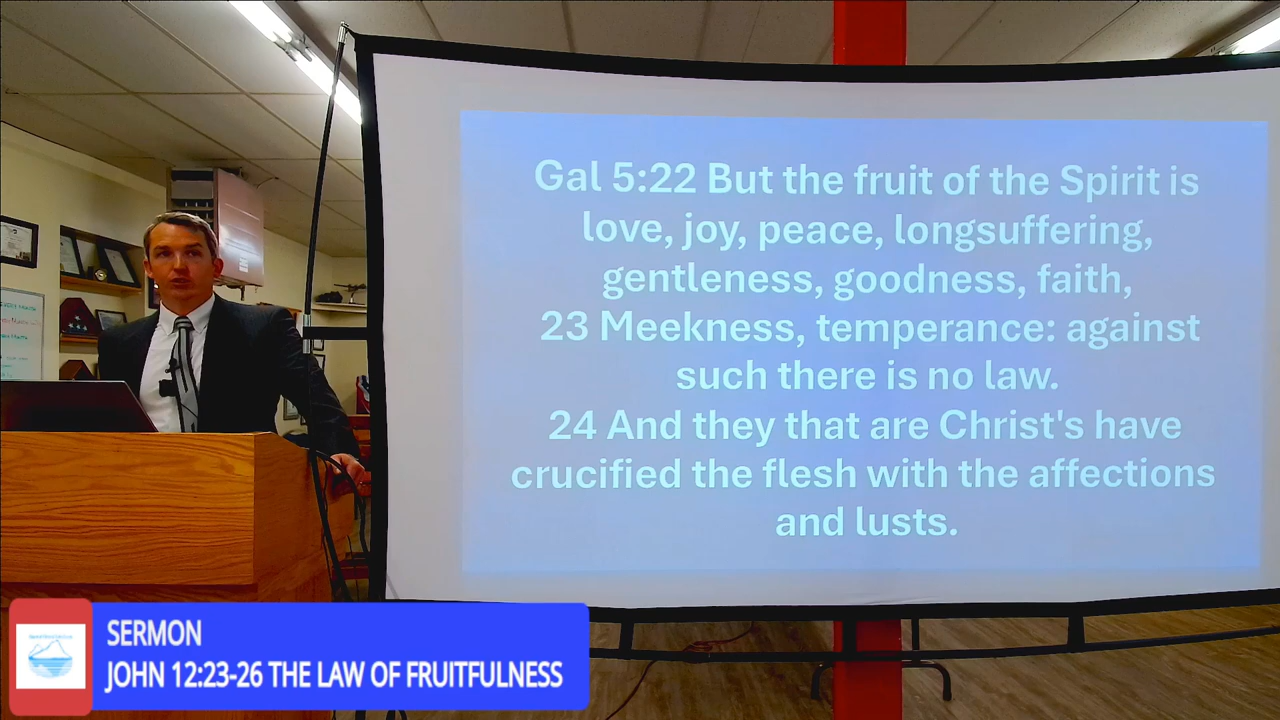 Gal 5:22 But the fruit of the Spirit is
love, joy, peace, longsuffering,
gentleness, goodness, faith,
23 Meekness, temperance: against
such there is no law.
24 And they that are Christ's have
crucified the flesh with the affections
and lusts.
SERMON
JOHN 12:23-26 THE LAW OF FRUITFULNESS